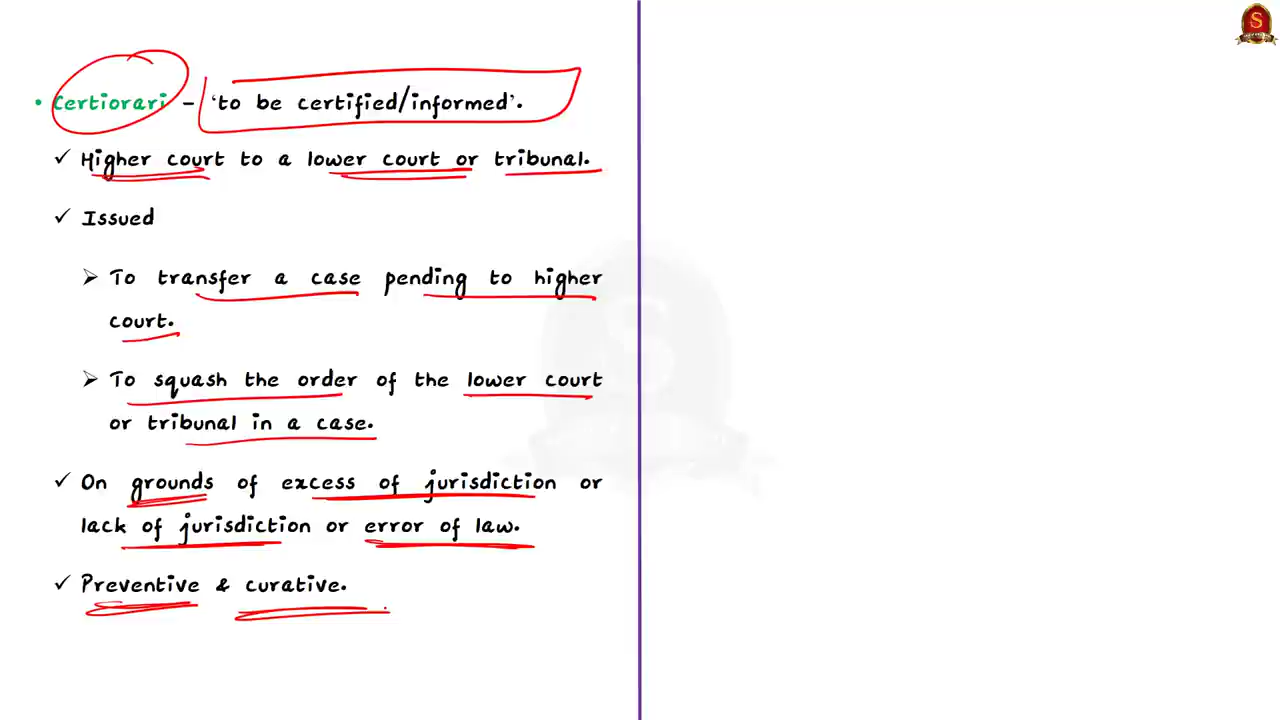 • Certiorari – ‘to be certified/informed’.
✓ Higher court to a lower court or tribunal.
✓ Issued
➢ To transfer a case pending to higher
court.
➢ To squash the order of the lower court
or tribunal in a case.
✓ On grounds of excess of jurisdiction or
lack of jurisdiction or error of law.
✓ Preventive & curative.
S